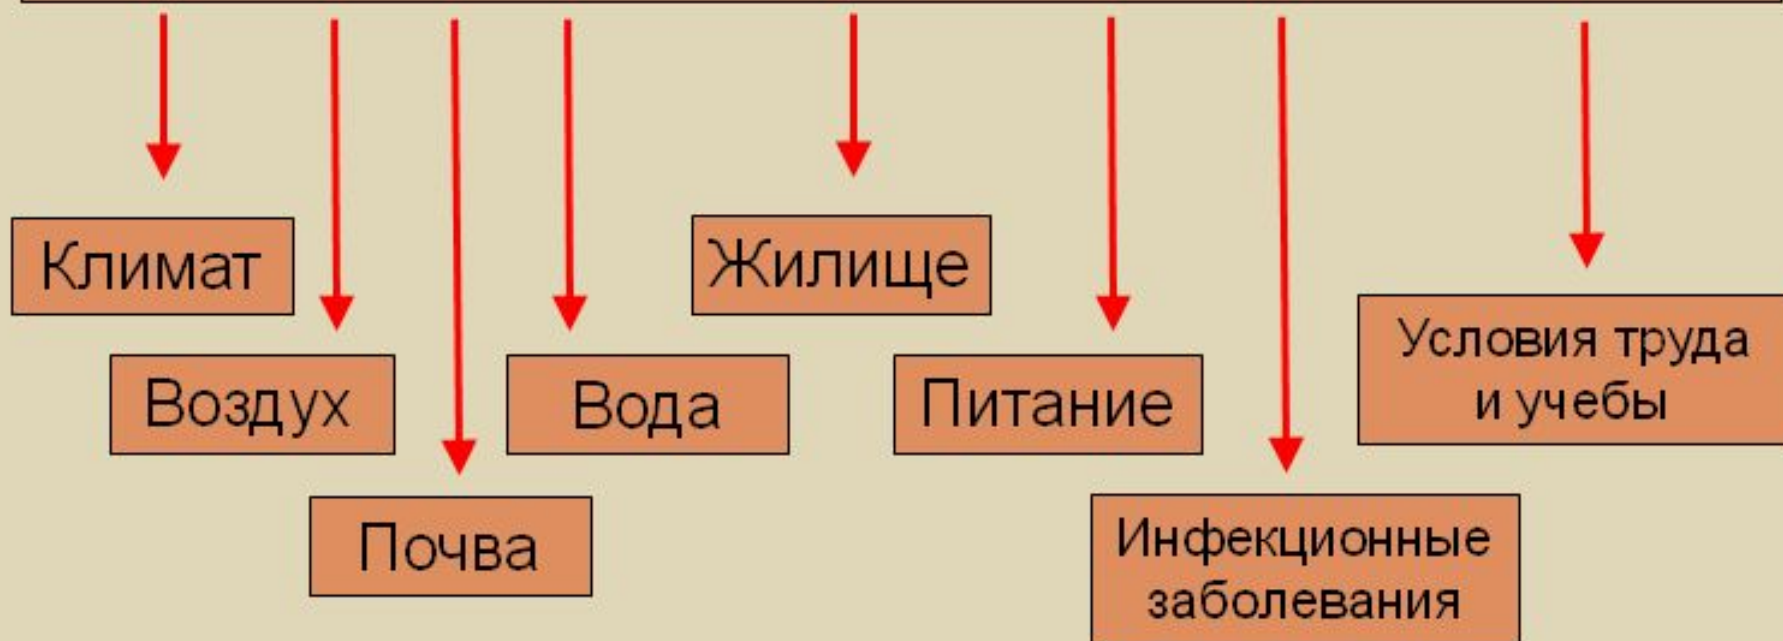 Климат
Жилище
Условия труда
и учебы
Воздух
Вода
Питание
Почва
Инфекционные
заболевания